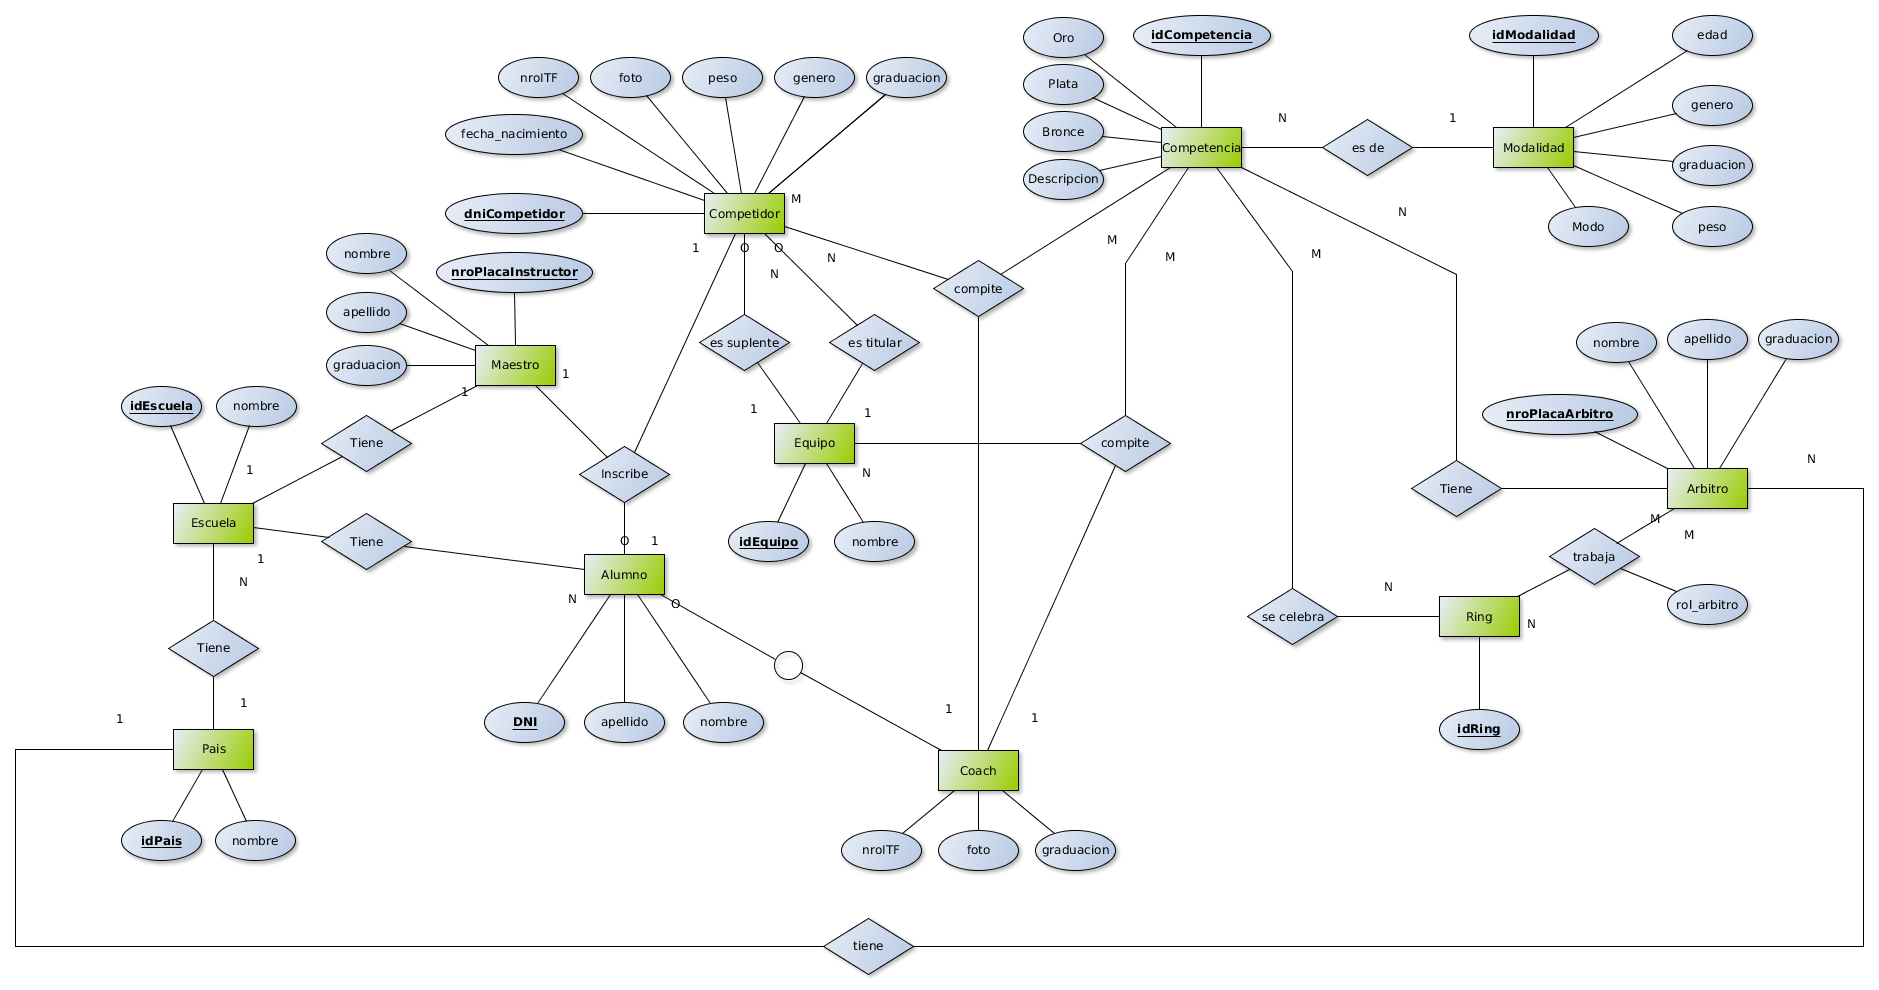 Oro
idCompetencia
idModalidad
edad
nroITF
foto
peso
genero
graduacion
Plata
genero
fecha_nacimiento
Bronce
N
1
Competencia
es de
Modalidad
graduacion
Descripcion
M
dniCompetidor
Competidor
N
Modo
peso
1
O
O
M
nombre
N
N
M
M
nroPlacaInstructor
compite
apellido
es suplente
es titular
nombre
apellido
graduacion
graduacion
Maestro
1
1
idEscuela
nombre
1
1
nroPlacaArbitro
Tiene
Equipo
compite
N
1
Inscribe
N
Tiene
Arbitro
Escuela
M
M
Tiene
O
1
idEquipo
nombre
1
trabaja
Alumno
N
N
N
O
rol_arbitro
se celebra
Ring
N
Tiene
1
1
1
1
DNI
apellido
nombre
idRing
Pais
Coach
idPais
nombre
nroITF
foto
graduacion
tiene